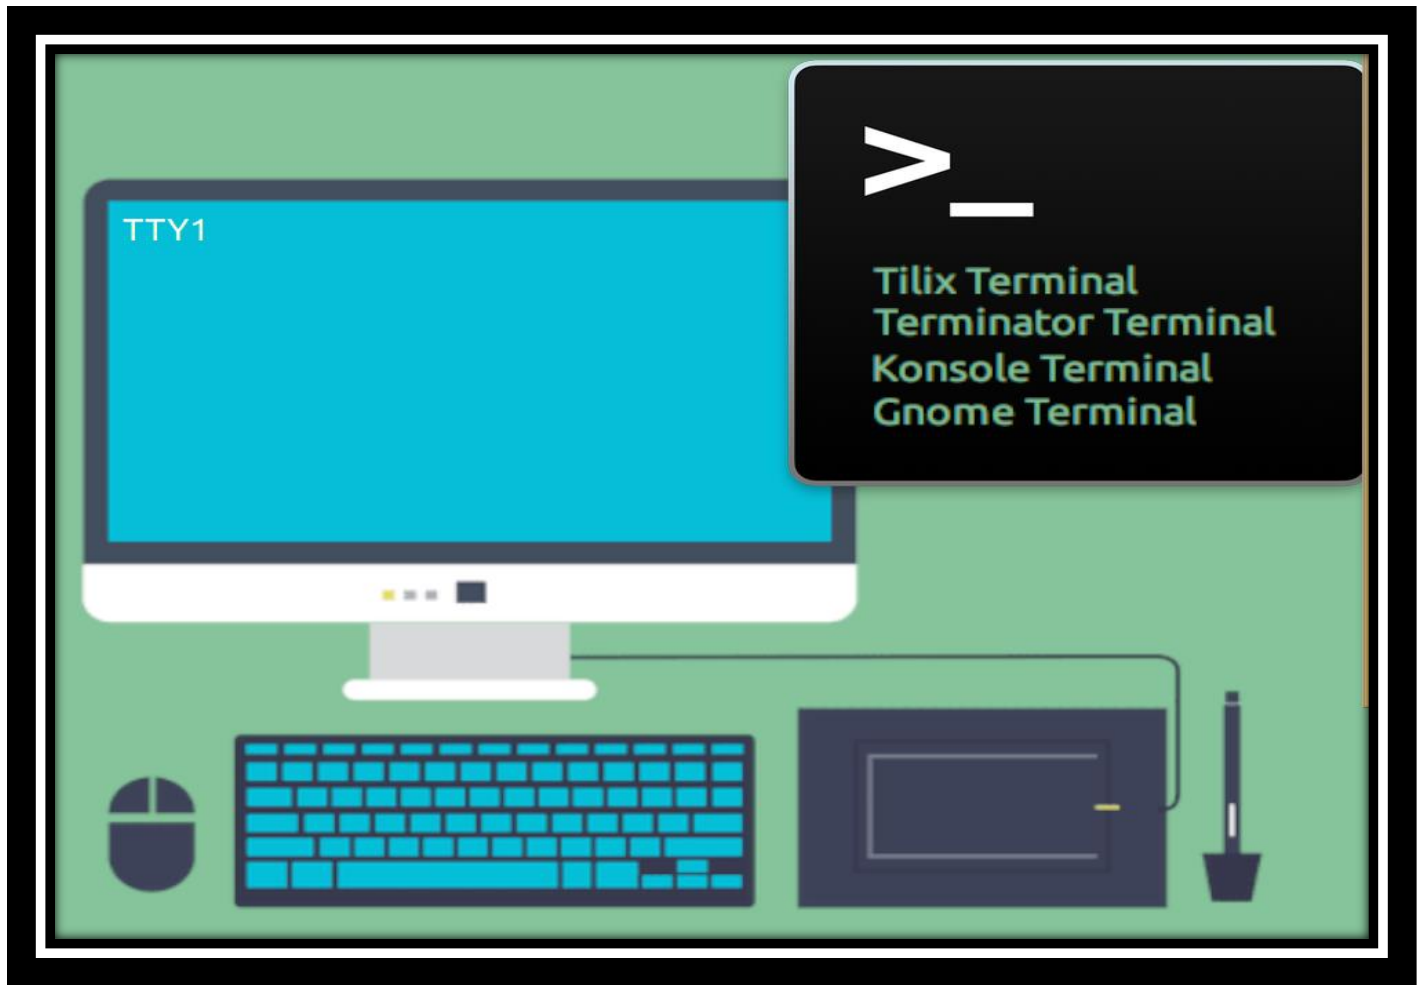 TTY1
>_
Tilix Terminal
Terminator Terminal
Konsole Terminal
Gnome Terminal